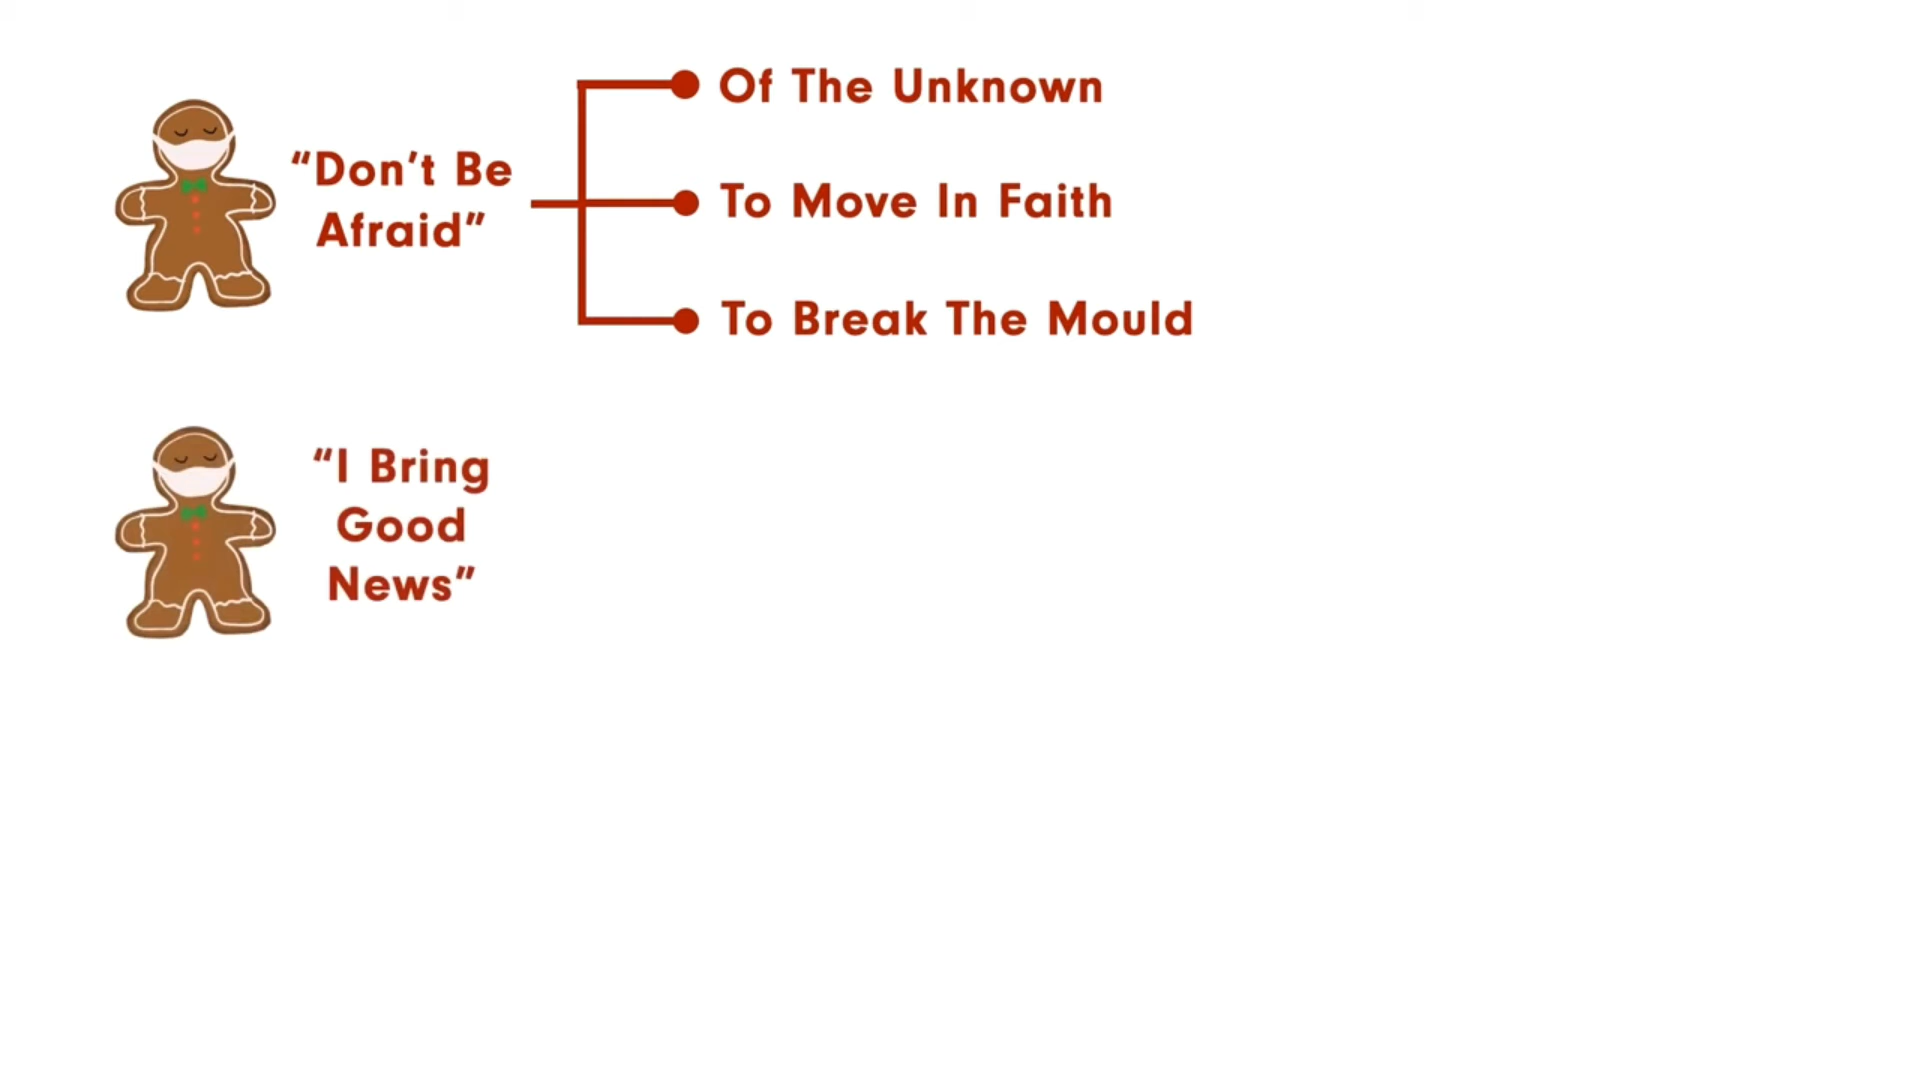 “Don’t Be
Afraid”
Of The Unknown
To Move In Faith
To Break The Mould
“I Bring
Good
News”